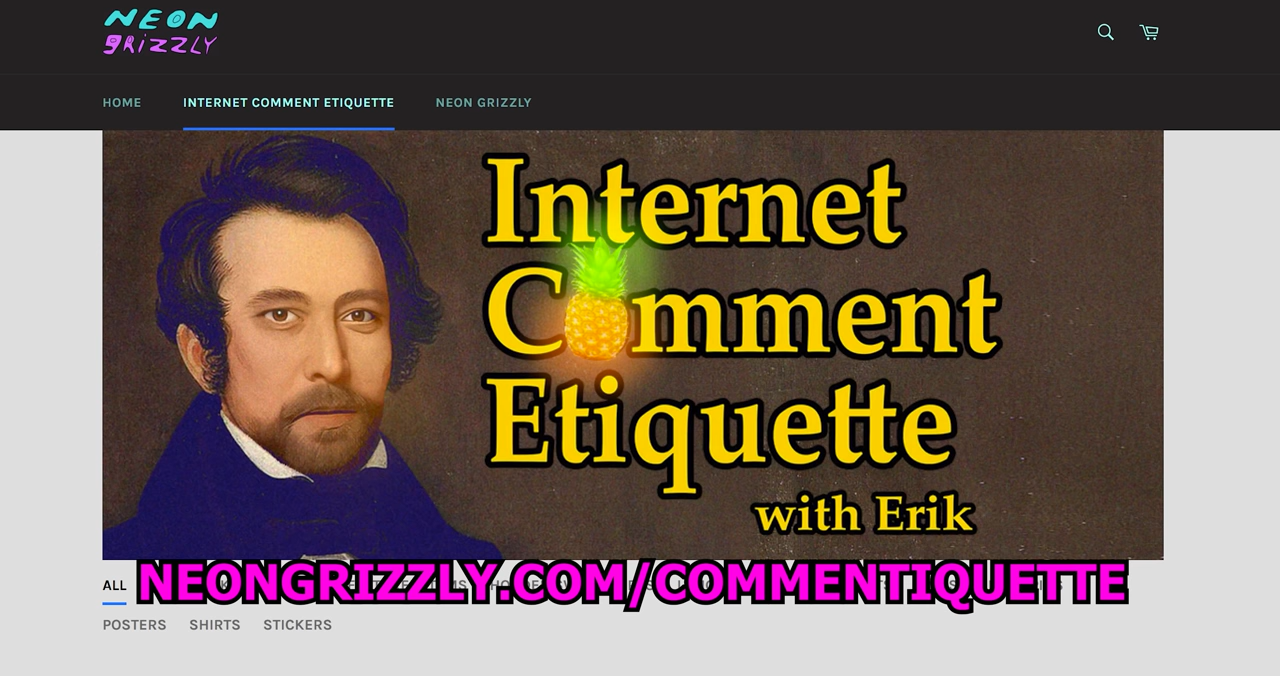 NEON
GRIZZLY
HOME
INTERNET COMMENT ETIQUETTE
NEON GRIZZLY
Internet
Comment
Etiquette
with Erik
ALL
NEONGRIZZLY.COM/COMMENTIQUETTE
POSTERS
SHIRTS
STICKERS